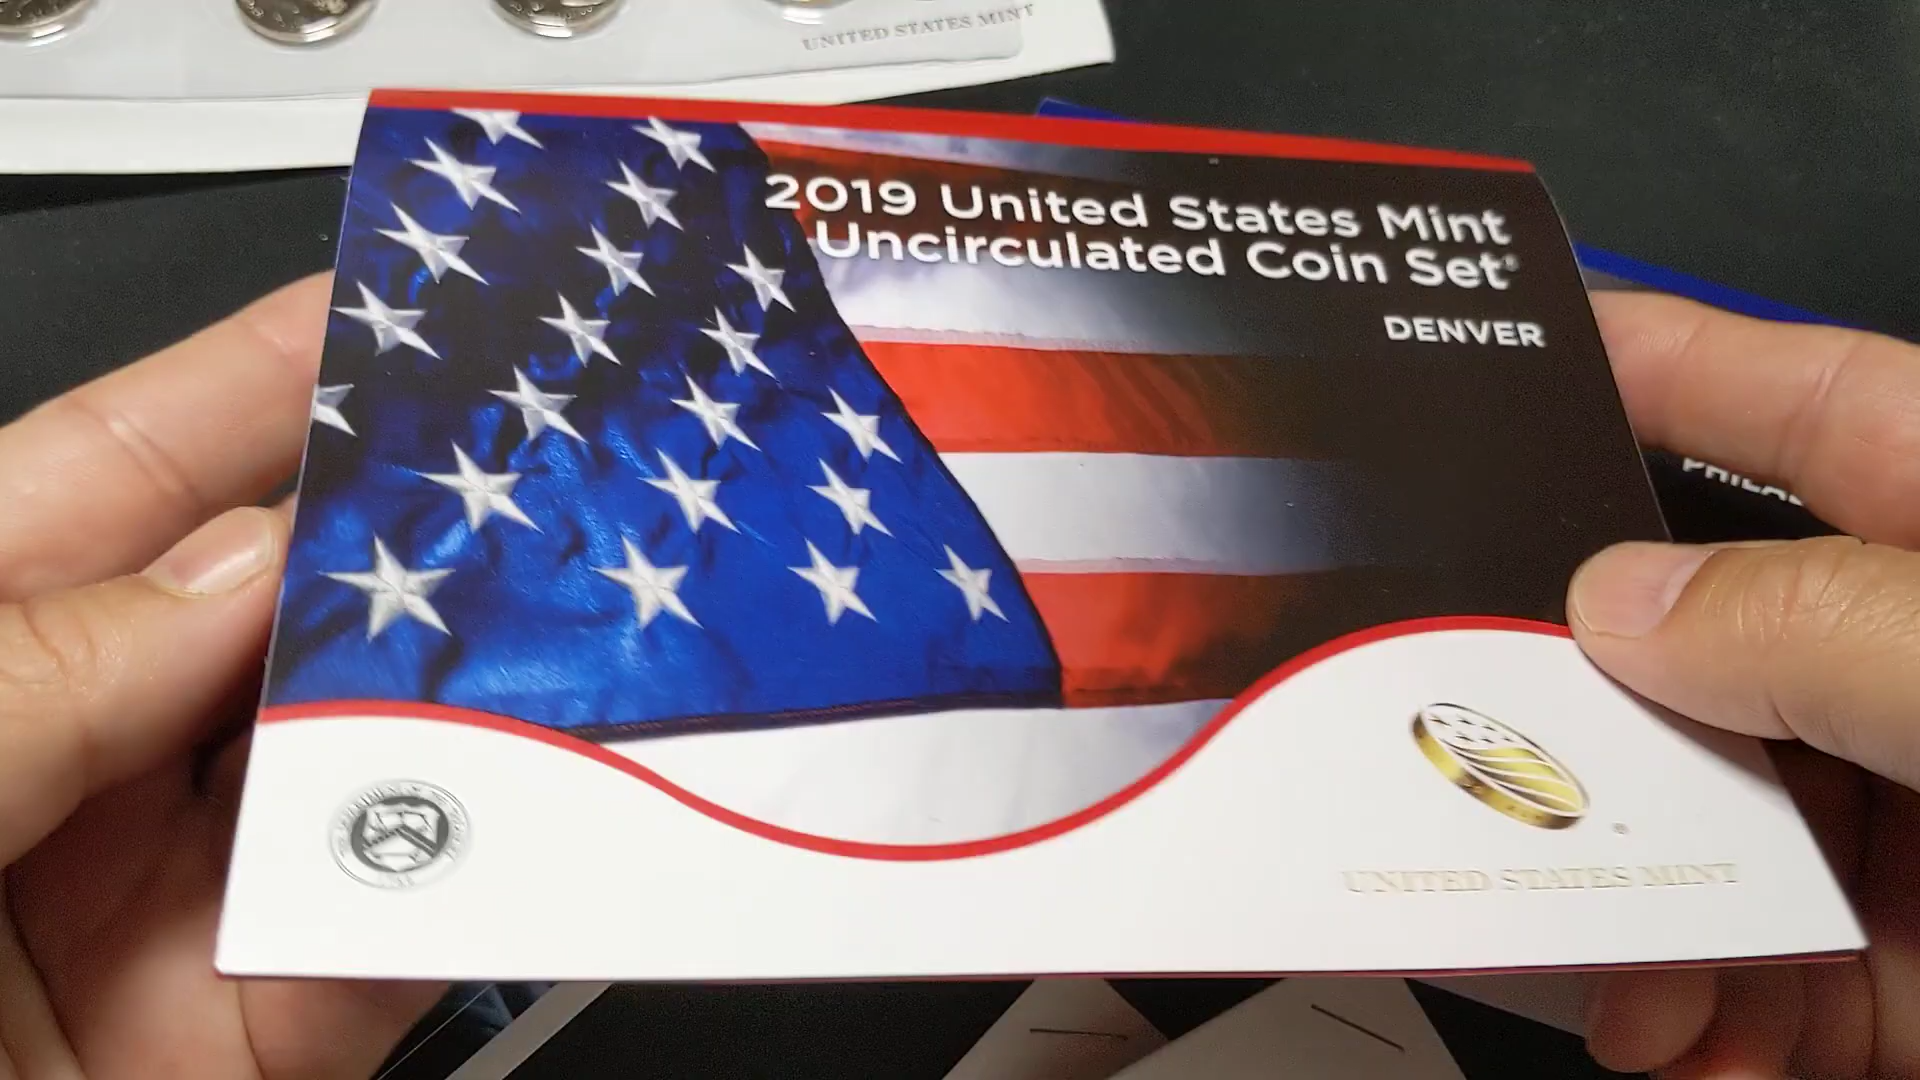 UNITED STATES MINT
2019 United States Mint
Uncirculated Coin Set®
DENVER
UNITED STATES MINT